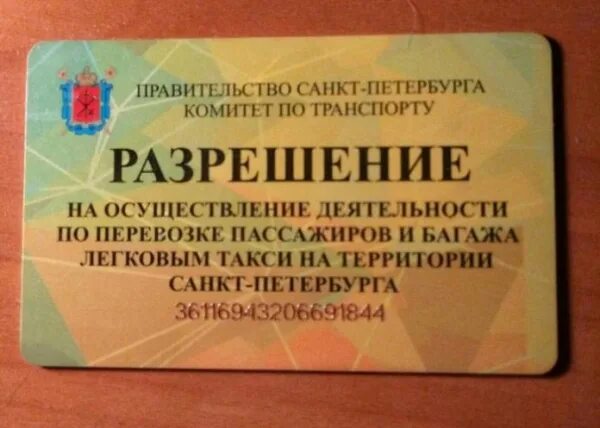 ПРАВИТЕЛЬСТВО САНКТ-ПЕТЕРБУРГА
КОМИТЕТ ПО ТРАНСПОРТУ
РАЗРЕШЕНИЕ
НА ОСУЩЕСТВЛЕНИЕ ДЕЯТЕЛЬНОСТИ
ПО ПЕРЕВОЗКЕ ПАССАЖИРОВ И БАГАЖА
ЛЕГКОВЫМ ТАКСИ НА ТЕРРИТОРИИ
САНКТ-ПЕТЕРБУРГА
36116943206691844